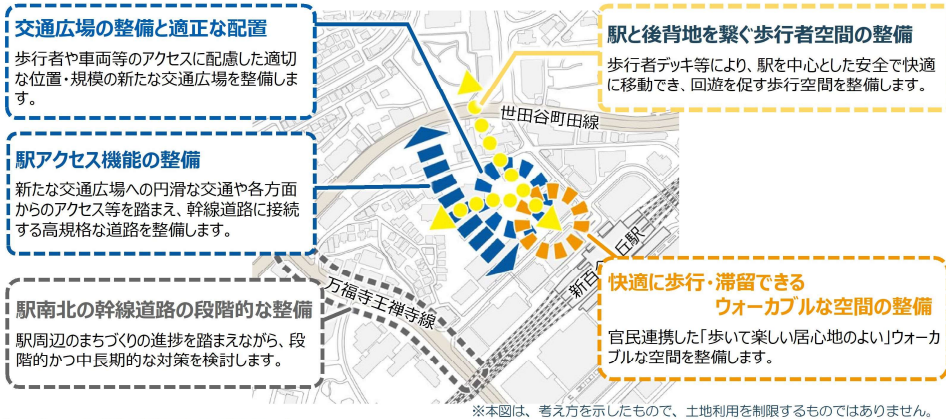 交通広場の整備と適正な配置
歩行者や車両等のアクセスに配慮した適切
な位置・規模の新たな交通広場を整備しま
す。
駅アクセス機能の整備
新たな交通広場への円滑な交通や各方面
からのアクセス等を踏まえ、幹線道路に接続
する高規格な道路を整備します。
駅南北の幹線道路の段階的な整備
駅周辺のまちづくりの進捗を踏まえながら、段
階的かつ中長期的な対策を検討します。
世田谷町田線
万福寺王禅寺線
新百合ヶ丘駅
駅と後背地を繋ぐ歩行者空間の整備
歩行者デッキ等により、駅を中心とした安全で快適
に移動でき、回遊を促す歩行空間を整備します。
快適に歩行・滞留できる
ウォーカブルな空間の整備
官民連携した「歩いて楽しい居心地のよい」ウォーカ
ブルな空間を整備します。
※本図は、考え方を示したもので、土地利用を制限するものではありません。